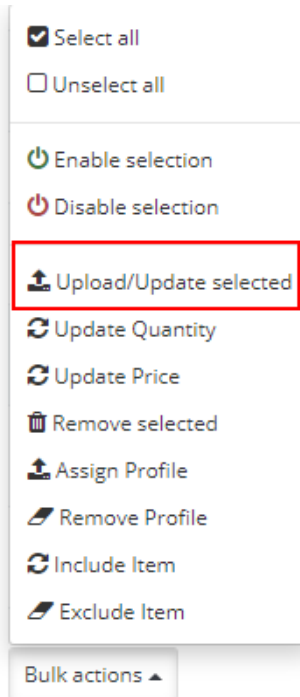 Select all
Unselect all
Enable selection
Disable selection
Upload/Update selected
Update Quantity
Update Price
Remove selected
Assign Profile
Remove Profile
Include Item
Exclude Item
Bulk actions